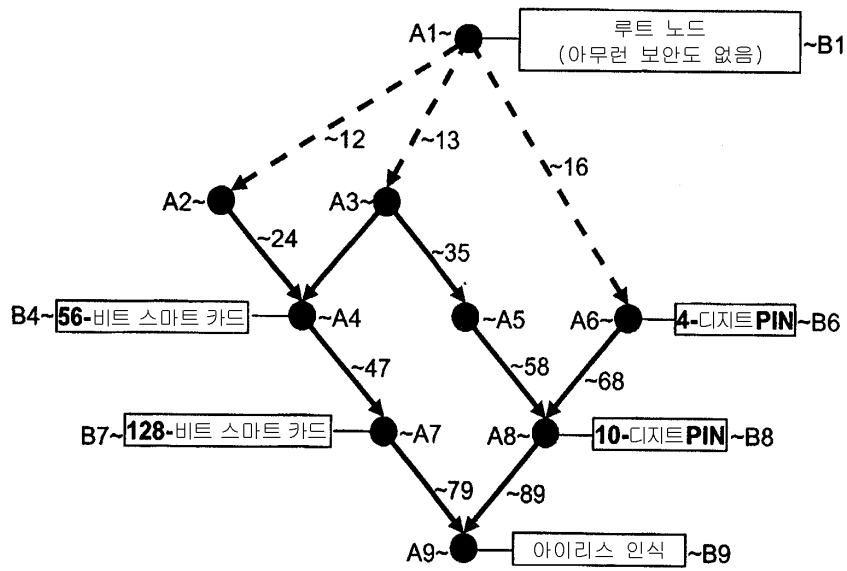 A1~
루트 노드
(아무런 보안도 없음)
~B1
~12
~13
~16
A2~
A3~
~24
~35
B4~
56-비트 스마트 카드
~A4
~A5
A6~
4-디지트PIN
~B6
~47
~58
~68
B7~
128-비트 스마트 카드
~A7
A8~
10-디지트PIN
~B8
~79
~89
A9~
아이리스 인식
~B9